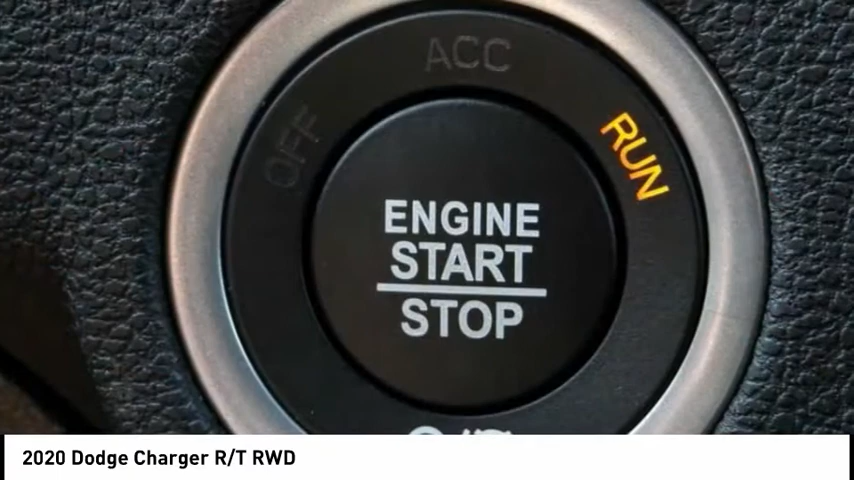 ACC
OFF
RUN
ENGINE
START
STOP
2020 Dodge Charger R/T RWD